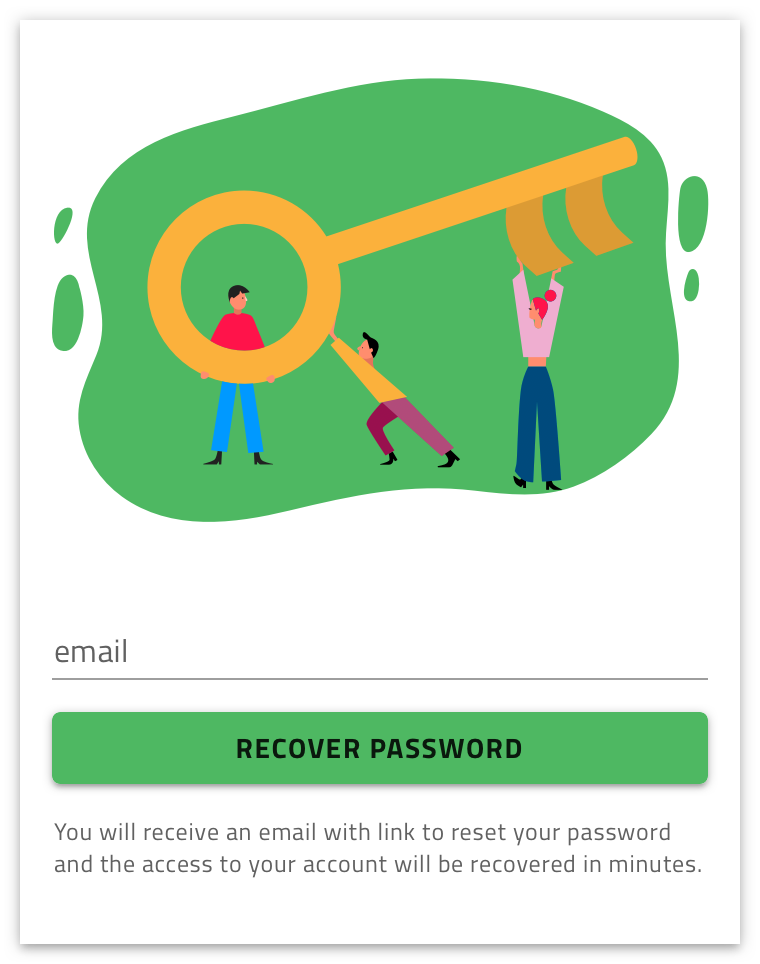 email
RECOVER PASSWORD
You will receive an email with link to reset your password
and the access to your account will be recovered in minutes.